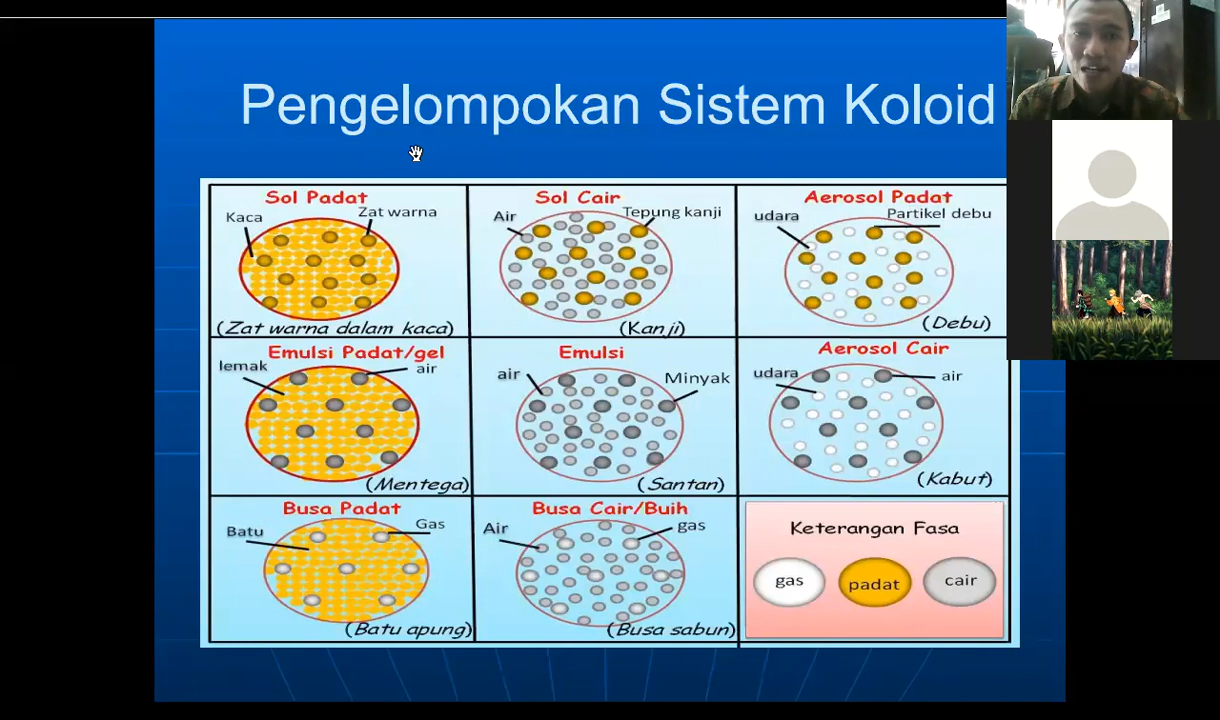 Pengelompokan Sistem Koloid
Sol Padat
Kaca
Zat warna
(Zat warna dalam kaca)
Sol Cair
Air
Tepung kanji
(Kanji)
Aerosol Padat
udara
Partikel debu
(Debu)
Emulsi Padat/gel
lemak
air
(Mentega)
Emulsi
air
Minyak
(Santan)
Aerosol Cair
udara
air
(Kabut)
Busa Padat
Batu
Gas
(Batu apung)
Busa Cair/Buih
Air
gas
(Busa sabun)
Keterangan Fasa
gas
padat
cair